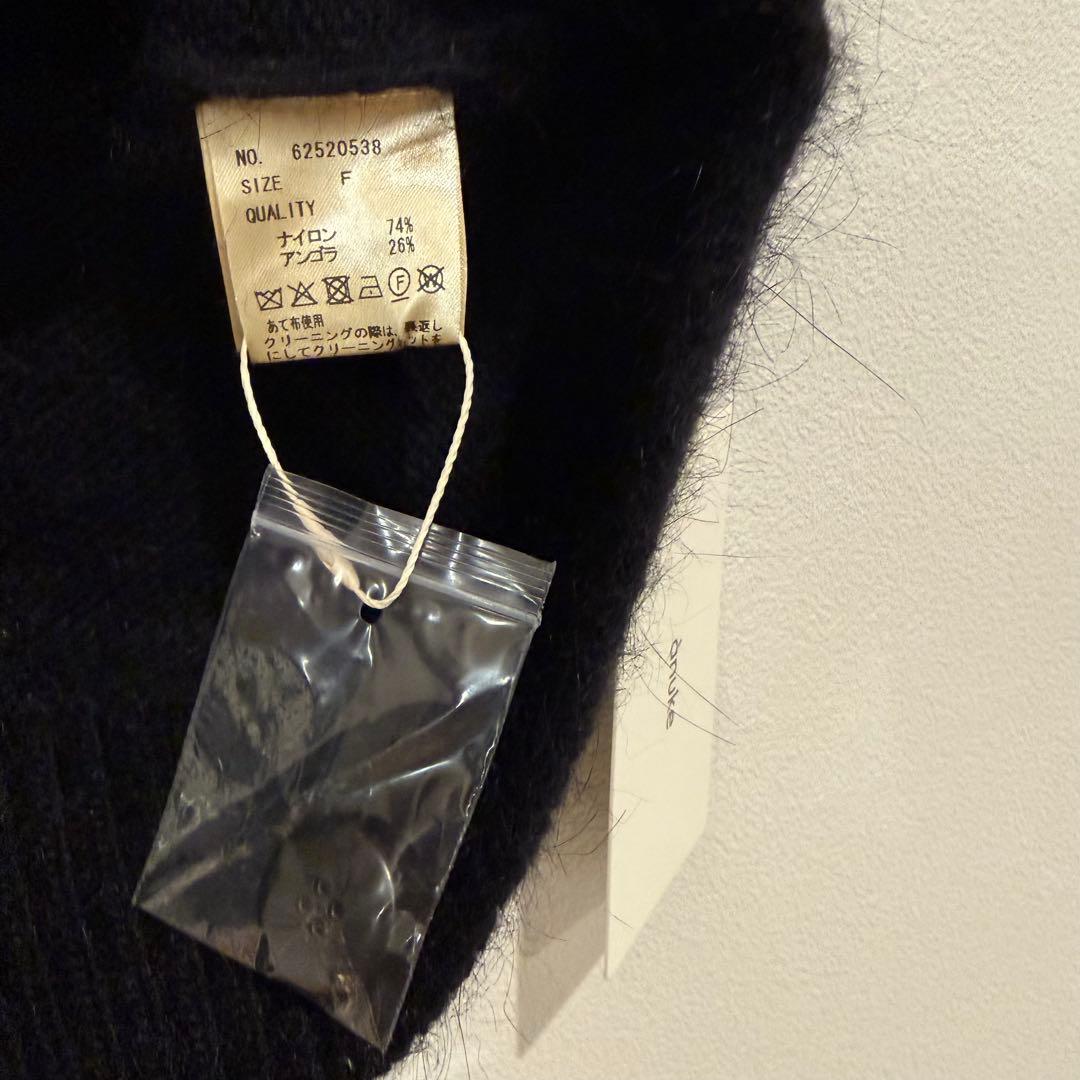 NO. 62520538
SIZE F
QUALITY
ナイロン 74%
アンゴラ 26%
F W
あて布使用
クリーニングの際は、裏返し
にしてクリーニングネットを
ànuke